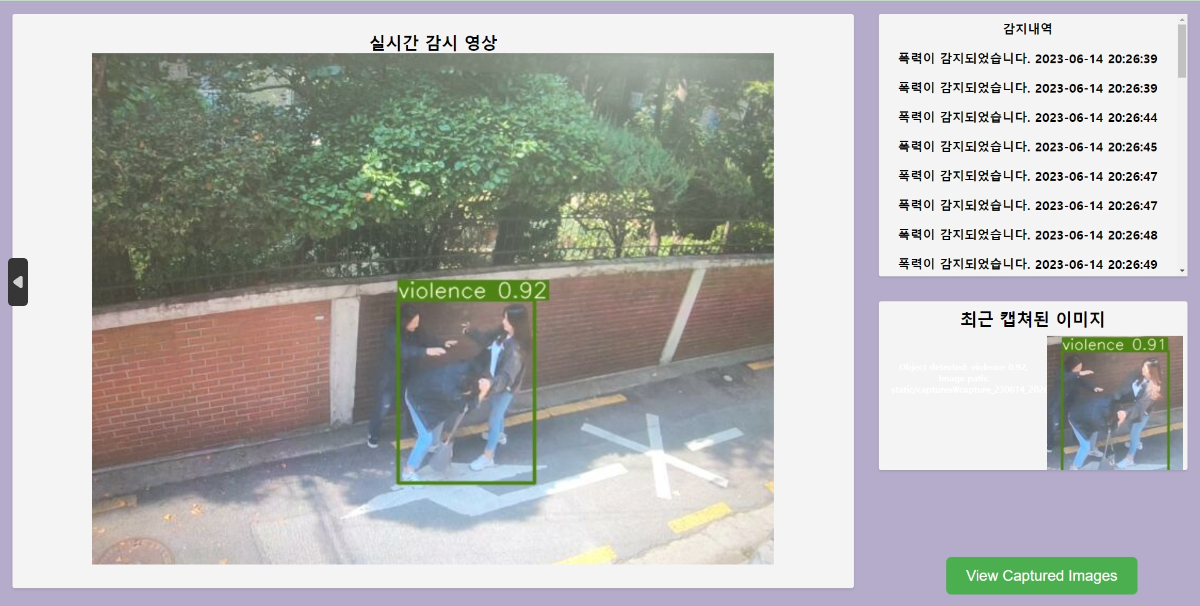 실시간 감시 영상
violence 0.92
감지내역
폭력이 감지되었습니다. 2023-06-14 20:26:39
폭력이 감지되었습니다. 2023-06-14 20:26:39
폭력이 감지되었습니다. 2023-06-14 20:26:44
폭력이 감지되었습니다. 2023-06-14 20:26:45
폭력이 감지되었습니다. 2023-06-14 20:26:47
폭력이 감지되었습니다. 2023-06-14 20:26:47
폭력이 감지되었습니다. 2023-06-14 20:26:48
폭력이 감지되었습니다. 2023-06-14 20:26:49
최근 캡쳐된 이미지
Object detected: violence 0.92,
Image path:
violence 0.91
View Captured Images